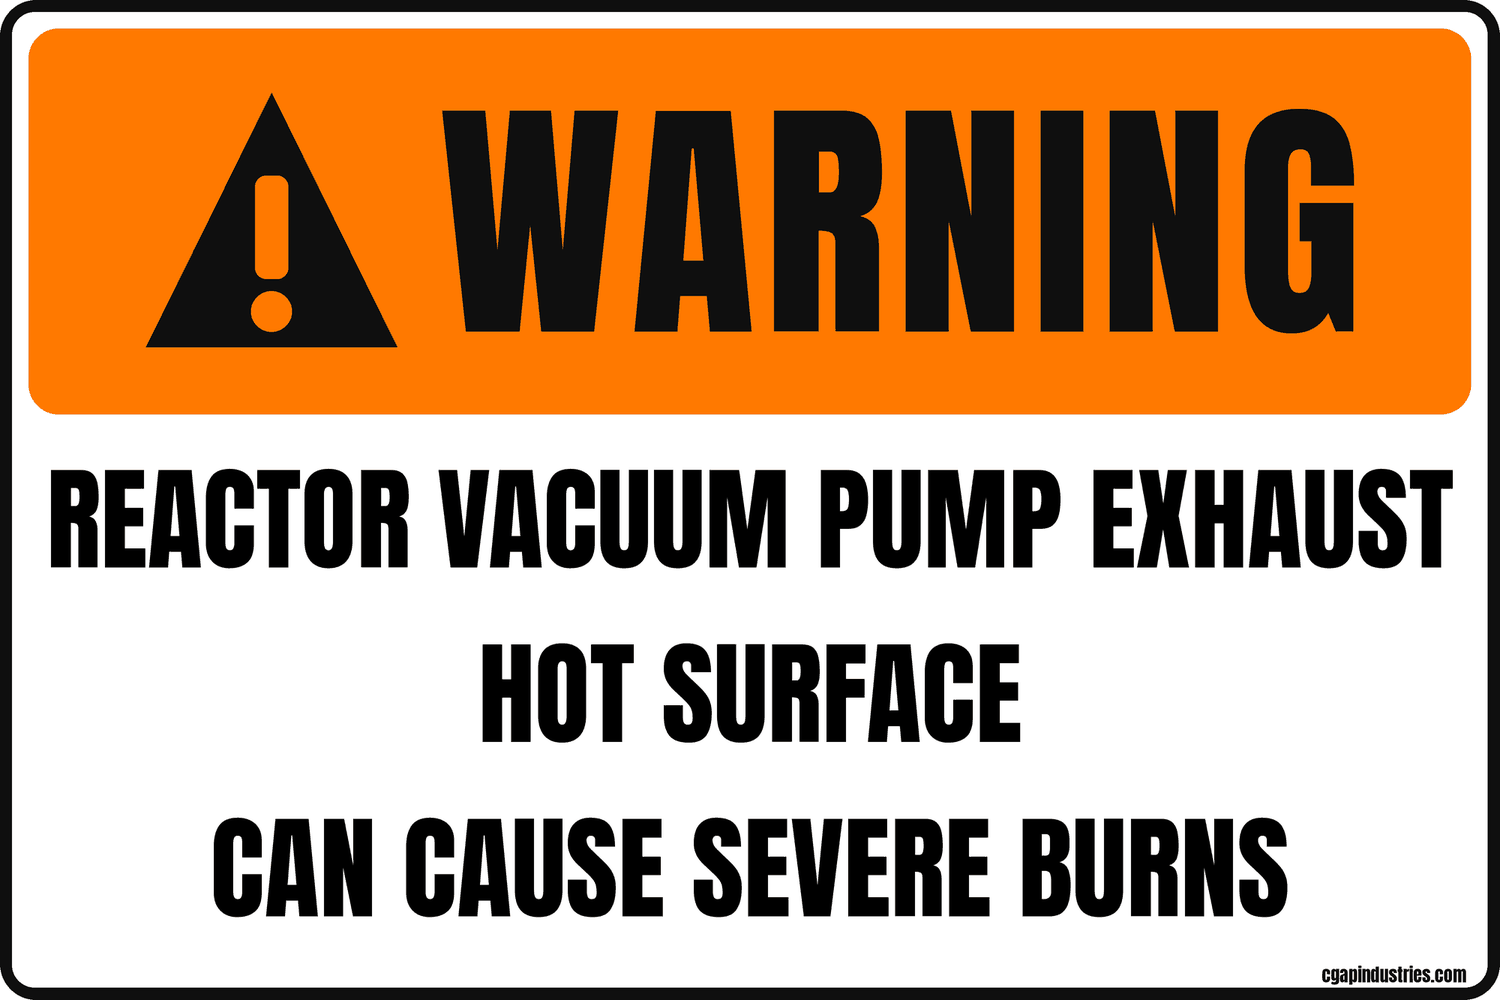 WARNING
REACTOR VACUUM PUMP EXHAUST
HOT SURFACE
CAN CAUSE SEVERE BURNS
cgapindustries.com